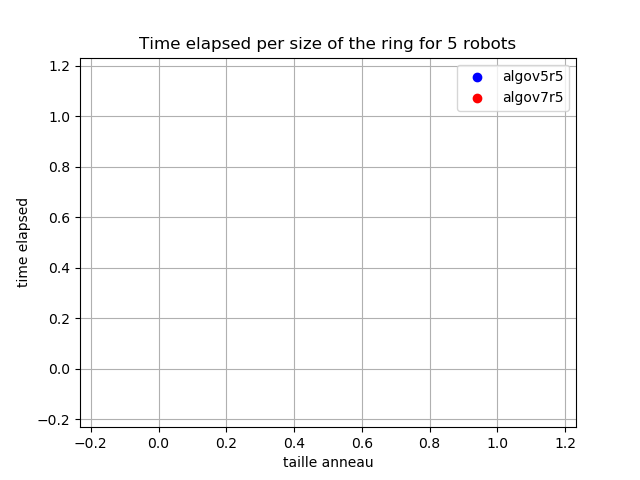 Time elapsed per size of the ring for 5 robots
algov5r5
algov7r5
1.2
1.0
0.8
0.6
0.4
0.2
0.0
−0.2
time elapsed
−0.2 0.0 0.2 0.4 0.6 0.8 1.0 1.2
taille anneau